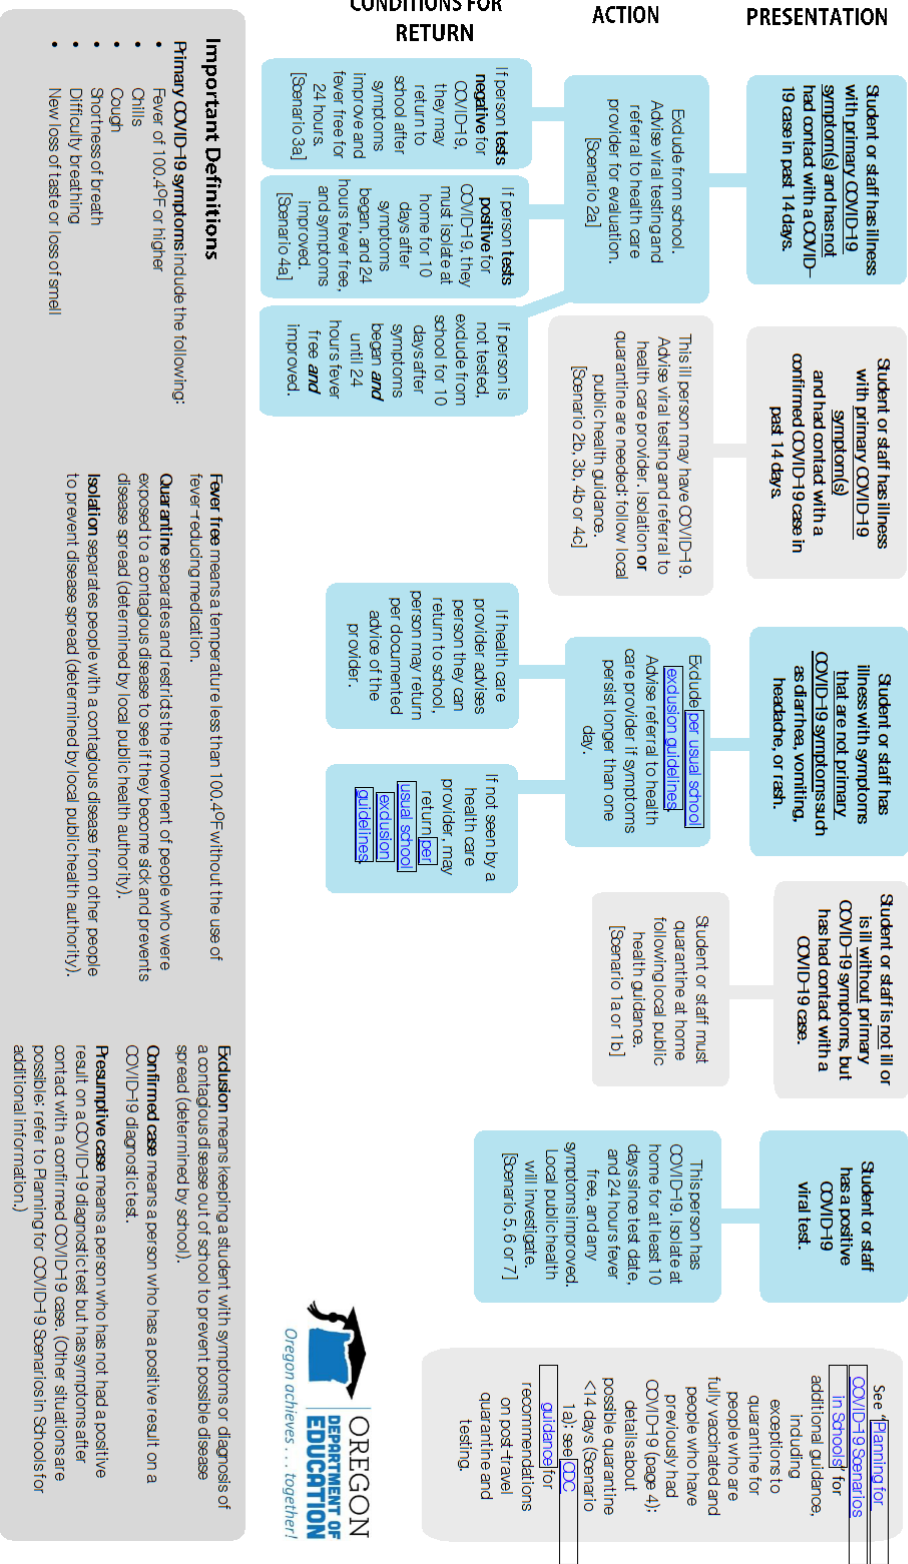 PRESENTATION
Student or staff has illness
with primary COVID-19
symptom(s) and has not
had contact with a COVID-
19 case in past 14 days.
Student or staff has illness
with primary COVID-19
symptom(s)
and had contact with a
confirmed COVID-19 case in
past 14 days.
Student or staff has
illness with symptoms
that are not primary
COVID-19 symptoms such
as diarrhea, vomiting,
headache, or rash.
Student or staff is not ill or
is ill without primary
COVID-19 symptoms, but
has had contact with a
COVID-19 case.
Student or staff
has a positive
COVID-19
viral test.
ACTION
Exclude from school.
Advise viral testing and
referral to health care
provider for evaluation.
[Scenario 2a]
This ill person may have COVID-19.
Advise viral testing and referral to
health care provider. Isolation or
quarantine are needed; follow local
public health guidance.
[Scenario 2b, 3b, 4b or 4c]
Exclude per usual school
exclusion guidelines.
Advise referral to health
care provider if symptoms
persist longer than one
day.
Student or staff must
quarantine at home
following local public
health guidance.
[Scenario 1a or 1b]
This person has
COVID-19. Isolate at
home for at least 10
days since test date,
and 24 hours fever
free, and any
symptoms improved.
Local public health
will investigate.
[Scenario 5, 6 or 7]
See "Planning for
COVID-19 Scenarios
in Schools" for
additional guidance,
including
exceptions to
quarantine for
people who are
fully vaccinated and
people who have
previously had
COVID-19 (page 4);
details about
possible quarantine
<14 days (Scenario
1a); see CDC
guidance for
recommendations
on post-travel
quarantine and
testing.
CONDITIONS FOR
RETURN
If person tests
negative for
COVID-19,
they may
return to
school after
symptoms
improve and
fever free for
24 hours.
[Scenario 3a]
If person tests
positive for
COVID-19, they
must isolate at
home for 10
days after
symptoms
began, and 24
hours fever free,
and symptoms
improved.
[Scenario 4a]
If person is
not tested,
exclude from
school for 10
days after
symptoms
began and
until 24
hours fever
free and
improved.
If health care
provider advises
person they can
return to school,
person may return
per documented
advice of the
provider.
If not seen by a
health care
provider, may
return per
usual school
exclusion
guidelines.
OREGON
DEPARTMENT OF
EDUCATION
Oregon achieves . . . together!
Important Definitions
Primary COVID-19 symptoms include the following:
• Fever of 100.4ºF or higher
• Chills
• Cough
• Shortness of breath
• Difficulty breathing
• New loss of taste or loss of smell
Fever free means a temperature less than 100.4ºF without the use of
fever-reducing medication.
Quarantine separates and restricts the movement of people who were
exposed to a contagious disease to see if they become sick and prevents
disease spread (determined by local public health authority).
Isolation separates people with a contagious disease from other people
to prevent disease spread (determined by local public health authority).
Exclusion means keeping a student with symptoms or diagnosis of
a contagious disease out of school to prevent possible disease
spread (determined by school).
Confirmed case means a person who has a positive result on a
COVID-19 diagnostic test.
Presumptive case means a person who has not had a positive
result on a COVID-19 diagnostic test but has symptoms after
contact with a confirmed COVID-19 case. (Other situations are
possible; refer to Planning for COVID-19 Scenarios in Schools for
additional information.)